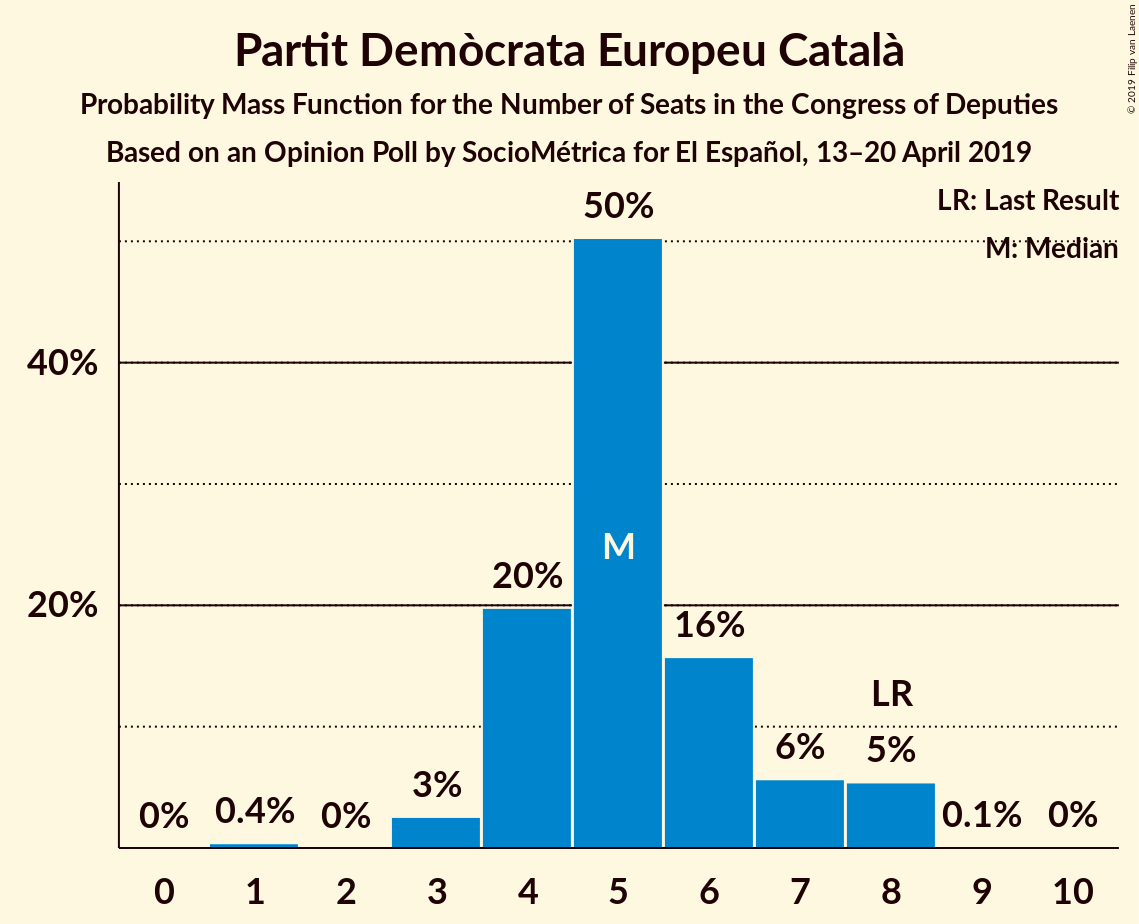 Partit Demòcrata Europeu Català
Probability Mass Function for the Number of Seats in the Congress of Deputies
Based on an Opinion Poll by SocioMétrica for El Español, 13–20 April 2019
© 2019 Filip van Laenen
LR: Last Result
M: Median
50%
40%
M
20%
20%
16%
LR
6%
5%
3%
0%
0.4%
0%
0.1%
0%
0 1 2 3 4 5 6 7 8 9 10